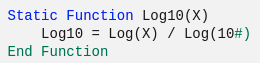 Static Function Log10(X)
    Log10 = Log(X) / Log(10#)
End Function